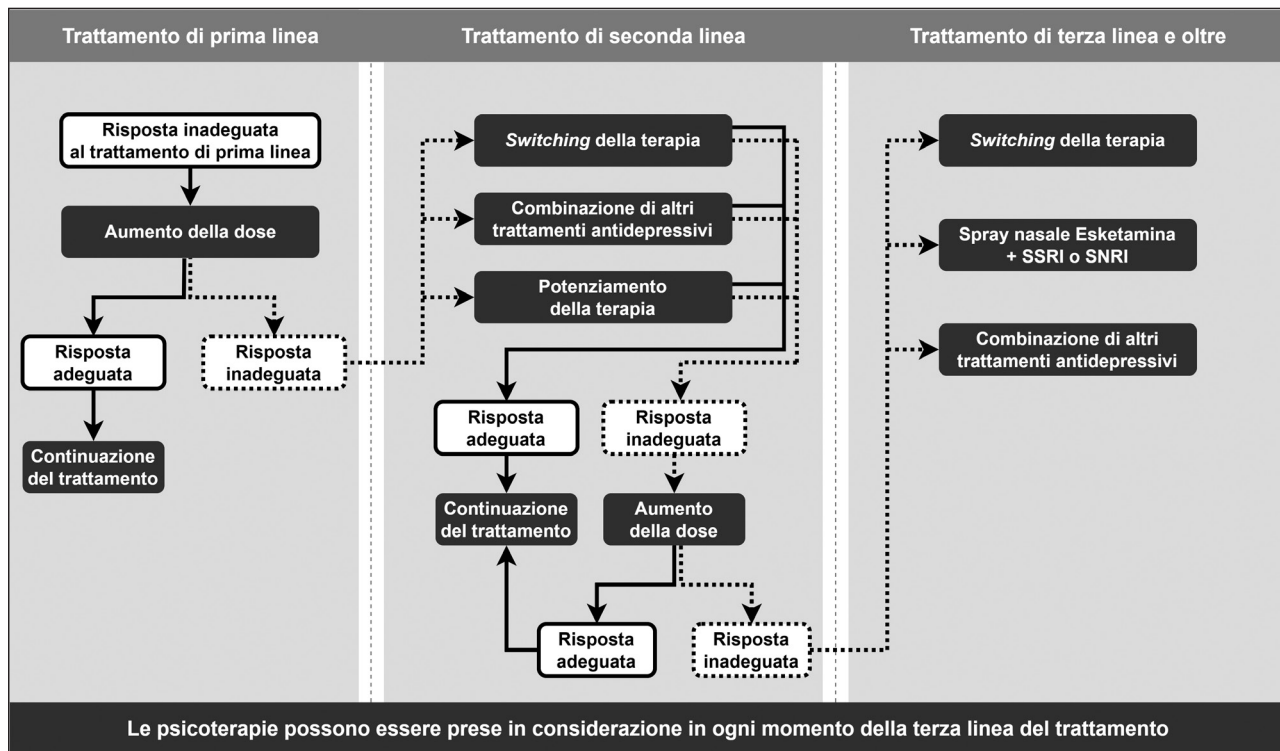 Trattamento di prima linea
Trattamento di seconda linea
Trattamento di terza linea e oltre
Risposta inadeguata
al trattamento di prima linea
Aumento della dose
Risposta
adeguata
Risposta
inadeguata
Continuazione
del trattamento
Switching della terapia
Combinazione di altri
trattamenti antidepressivi
Potenziamento
della terapia
Risposta
adeguata
Risposta
inadeguata
Continuazione
del trattamento
Aumento
della dose
Risposta
adeguata
Risposta
inadeguata
Switching della terapia
Spray nasale Esketamina
+ SSRI o SNRI
Combinazione di altri
trattamenti antidepressivi
Le psicoterapie possono essere prese in considerazione in ogni momento della terza linea del trattamento